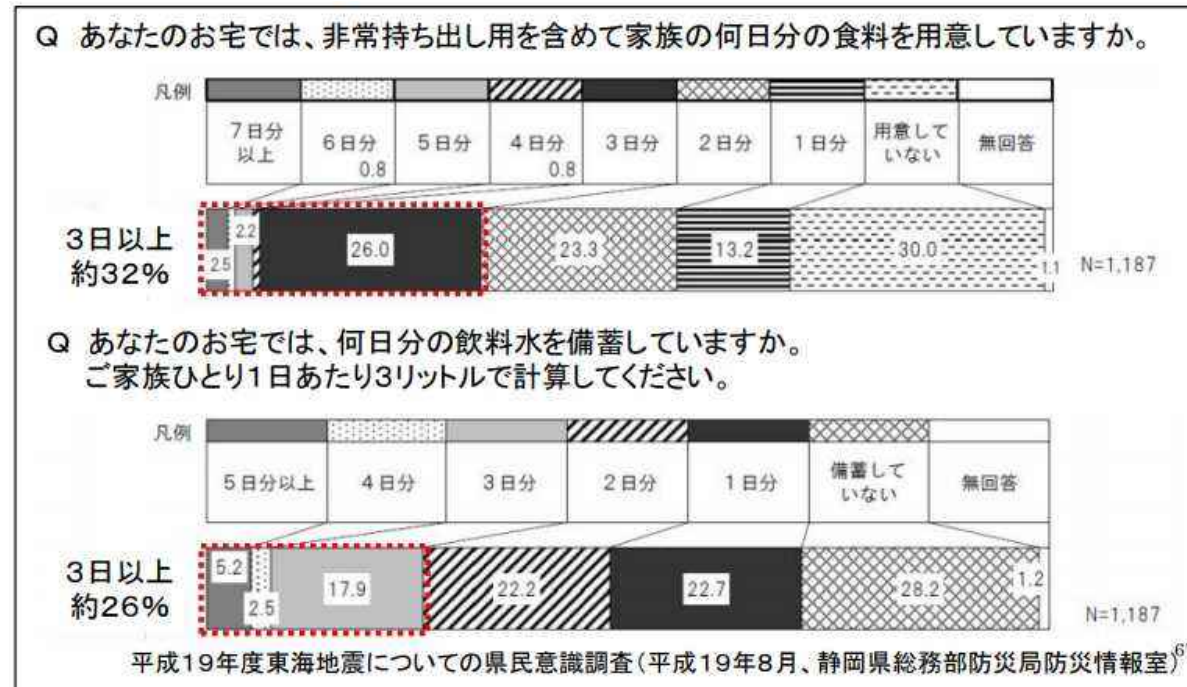 Q あなたのお宅では、非常持ち出し用を含めて家族の何日分の食料を用意していますか。
凡例
7日分以上 6日分 0.8 5日分 4日分 0.8 3日分 2日分 1日分 用意していない 無回答
3日以上
約32%
2.5 2.2 26.0 23.3 13.2 30.0 1.1 N=1,187
Q あなたのお宅では、何日分の飲料水を備蓄していますか。
ご家族ひとり1日あたり3リットルで計算してください。
凡例
5日分以上 4日分 3日分 2日分 1日分 備蓄していない 無回答
3日以上
約26%
5.2 2.5 17.9 22.2 22.7 28.2 1.2 N=1,187
平成19年度東海地震についての県民意識調査(平成19年8月、静岡県総務部防災局防災情報室)